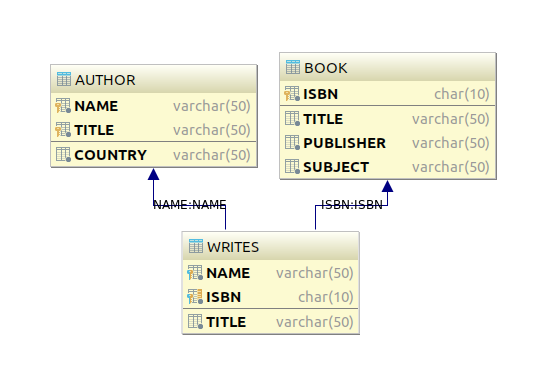 AUTHOR
NAME varchar(50)
TITLE varchar(50)
COUNTRY varchar(50)
BOOK
ISBN char(10)
TITLE varchar(50)
PUBLISHER varchar(50)
SUBJECT varchar(50)
NAME:NAME
ISBN:ISBN
WRITES
NAME varchar(50)
ISBN char(10)
TITLE varchar(50)